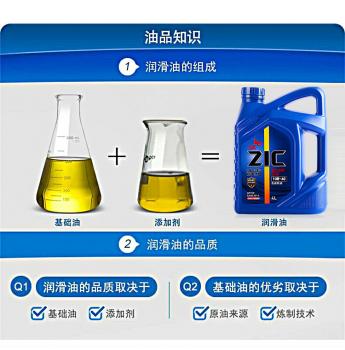 油品知识
1 润滑油的组成
+ =
ZIC
10W-40
4L
基础油 添加剂 润滑油
2 润滑油的品质
Q1 润滑油的品质取决于 Q2 基础油的优劣取决于
基础油 添加剂 原油来源 炼制技术